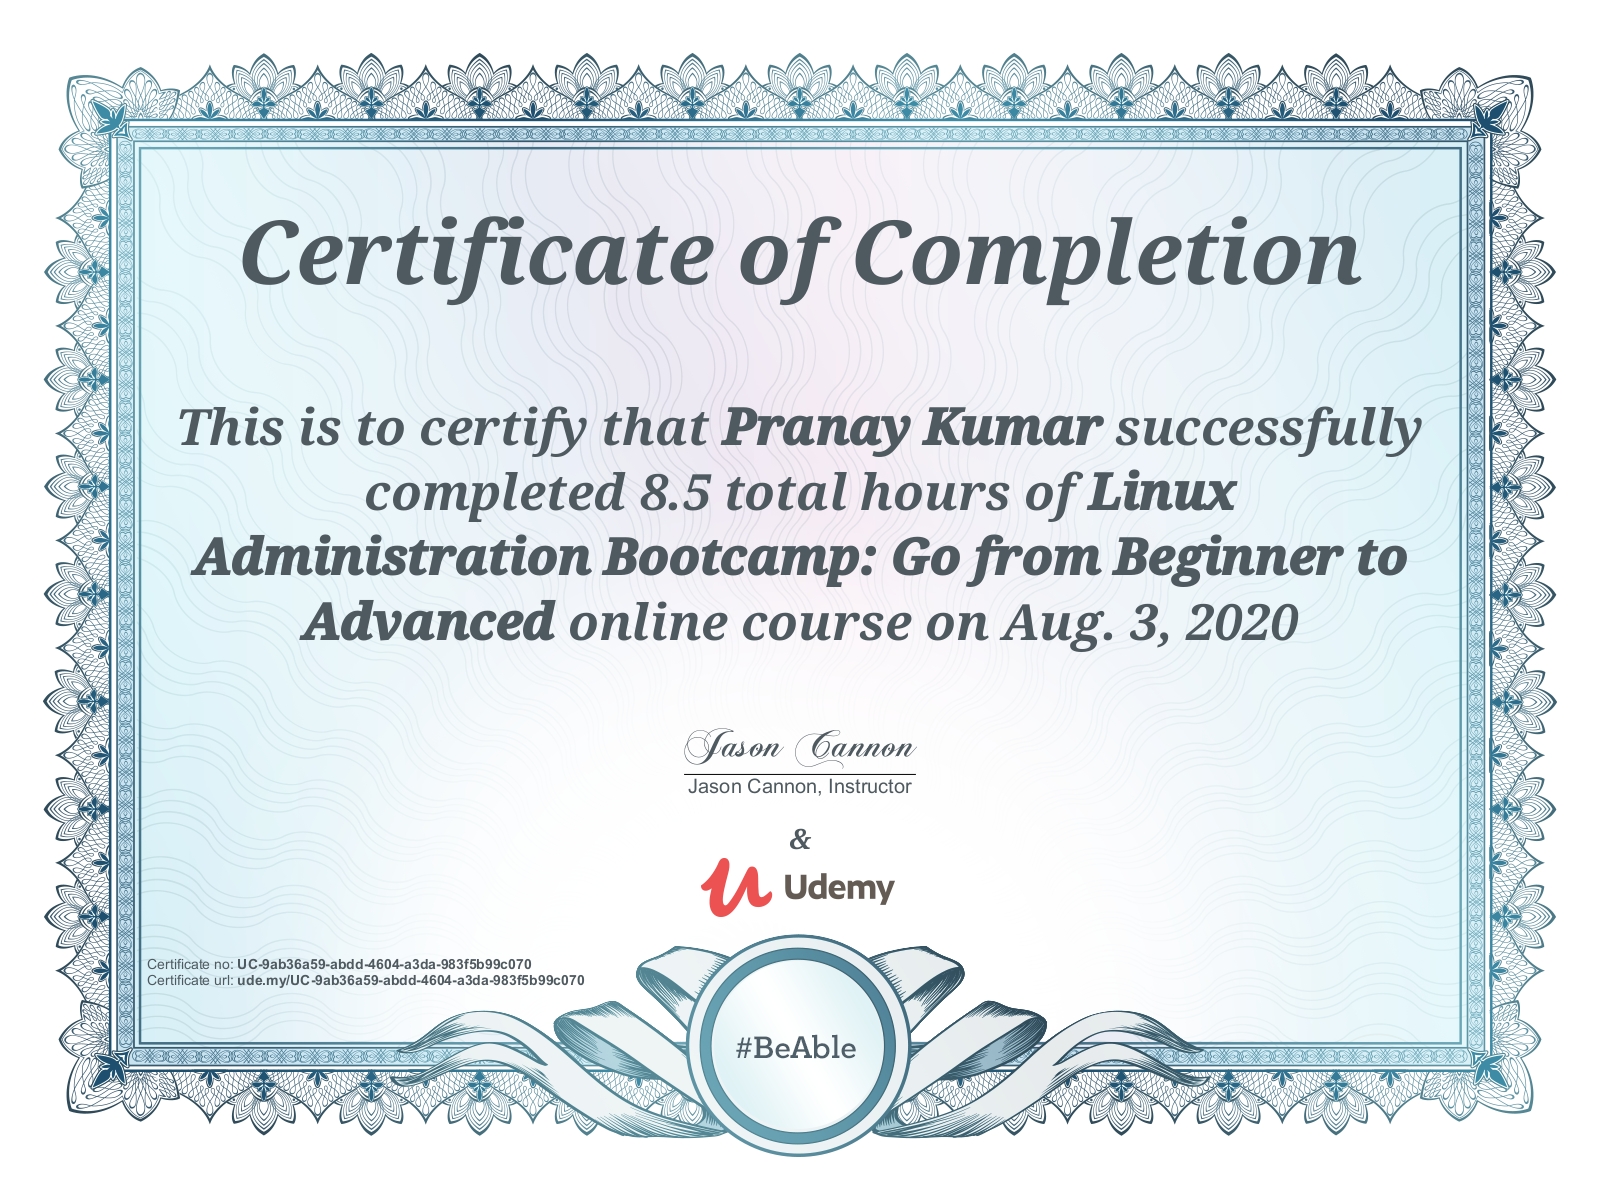 Certificate of Completion
This is to certify that Pranay Kumar successfully
completed 8.5 total hours of Linux
Administration Bootcamp: Go from Beginner to
Advanced online course on Aug. 3, 2020
Jason Cannon
Jason Cannon, Instructor
&
Udemy
Certificate no: UC-9ab36a59-abdd-4604-a3da-983f5b99c070
Certificate url: ude.my/UC-9ab36a59-abdd-4604-a3da-983f5b99c070
#BeAble